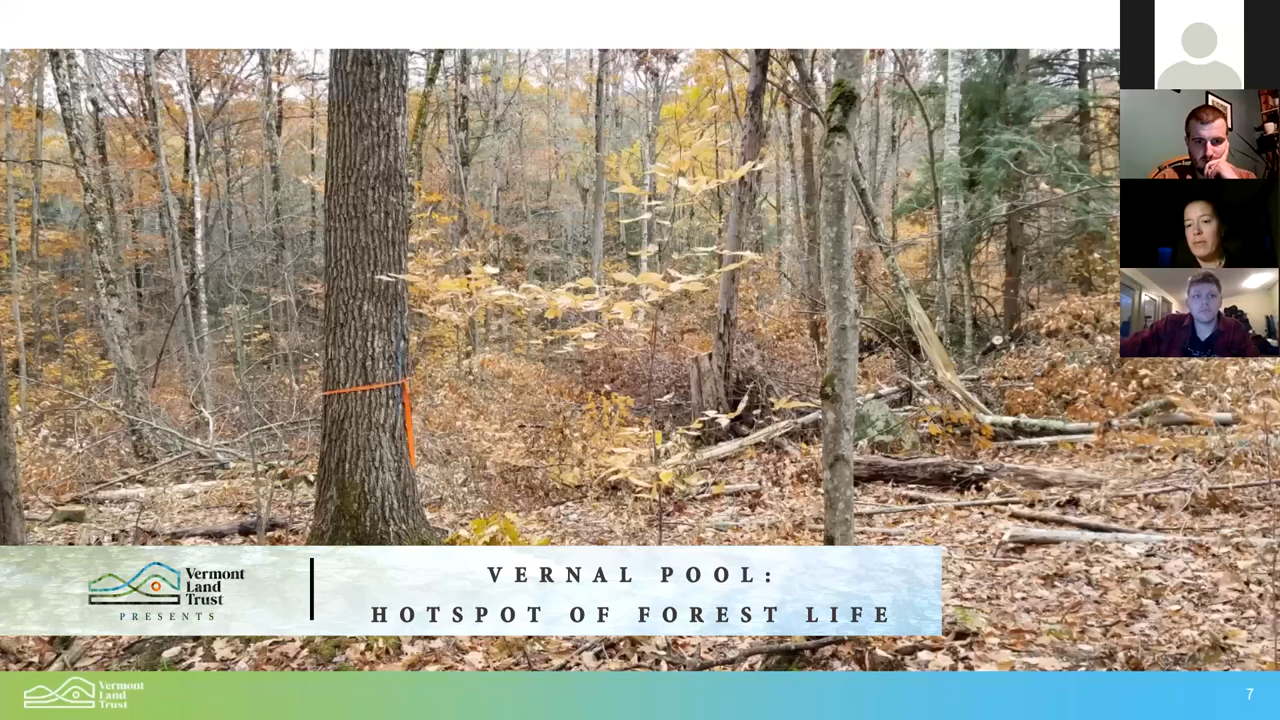 Vermont
Land
Trust
PRESENTS
VERNAL POOL:
HOTSPOT OF FOREST LIFE
Vermont
Land
Trust
7